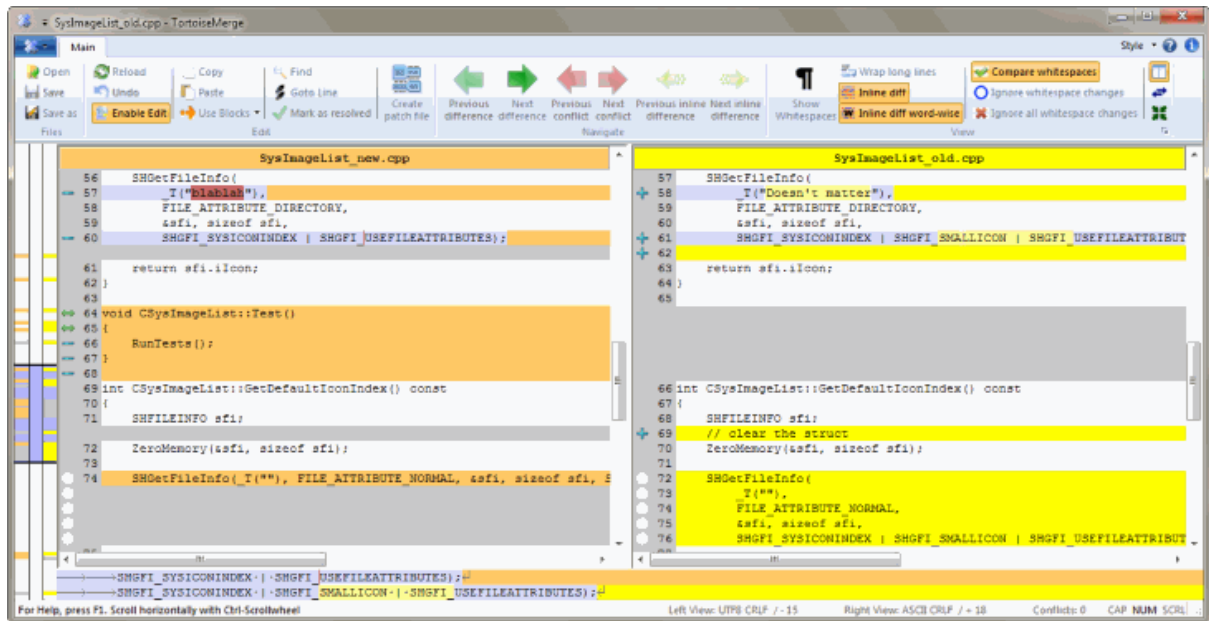 SysImageList_old.cpp - TortoiseMerge
Main
Style
Open
Save
Save as
Files
Reload
Undo
Enable Edit
Copy
Paste
Use Blocks
Find
Goto Line
Mark as resolved
Edit
Create patch file
Previous difference
Next difference
Previous conflict
Next conflict
Previous inline difference
Next inline difference
Navigate
Show Whitespaces
Wrap long lines
Inline diff
Inline diff word-wise
Compare whitespaces
Ignore whitespace changes
Ignore all whitespace changes
View
SysImageList_new.cpp
56 SHGetFileInfo(
57 _T("blablah"),
58 FILE_ATTRIBUTE_DIRECTORY,
59 &sfi, sizeof sfi,
60 SHGFI_SYSICONINDEX | SHGFI_USEFILEATTRIBUTES);
61 return sfi.iIcon;
62 }
63
64 void CSysImageList::Test()
65 {
66 RunTests();
67 }
68
69 int CSysImageList::GetDefaultIconIndex() const
70 {
71 SHFILEINFO sfi;
72 ZeroMemory(&sfi, sizeof sfi);
73
74 SHGetFileInfo(_T(""), FILE_ATTRIBUTE_NORMAL, &sfi, sizeof sfi, S
SysImageList_old.cpp
57 SHGetFileInfo(
58 _T("Doesn't matter"),
59 FILE_ATTRIBUTE_DIRECTORY,
60 &sfi, sizeof sfi,
61 SHGFI_SYSICONINDEX | SHGFI_SMALLICON | SHGFI_USEFILEATTRIBUT
62
63 return sfi.iIcon;
64 }
65
66 int CSysImageList::GetDefaultIconIndex() const
67 {
68 SHFILEINFO sfi;
69 // clear the struct
70 ZeroMemory(&sfi, sizeof sfi);
71
72 SHGetFileInfo(
73 _T(""),
74 FILE_ATTRIBUTE_NORMAL,
75 &sfi, sizeof sfi,
76 SHGFI_SYSICONINDEX | SHGFI_SMALLICON | SHGFI_USEFILEATTRIBUT
SHGFI_SYSICONINDEX·|·SHGFI_USEFILEATTRIBUTES);
SHGFI_SYSICONINDEX·|·SHGFI_SMALLICON·|·SHGFI_USEFILEATTRIBUTES);
For Help, press F1. Scroll horizontally with Ctrl-Scrollwheel
Left View: UTF8 CRLF / - 15
Right View: ASCII CRLF / + 18
Conflicts: 0
CAP NUM SCRL